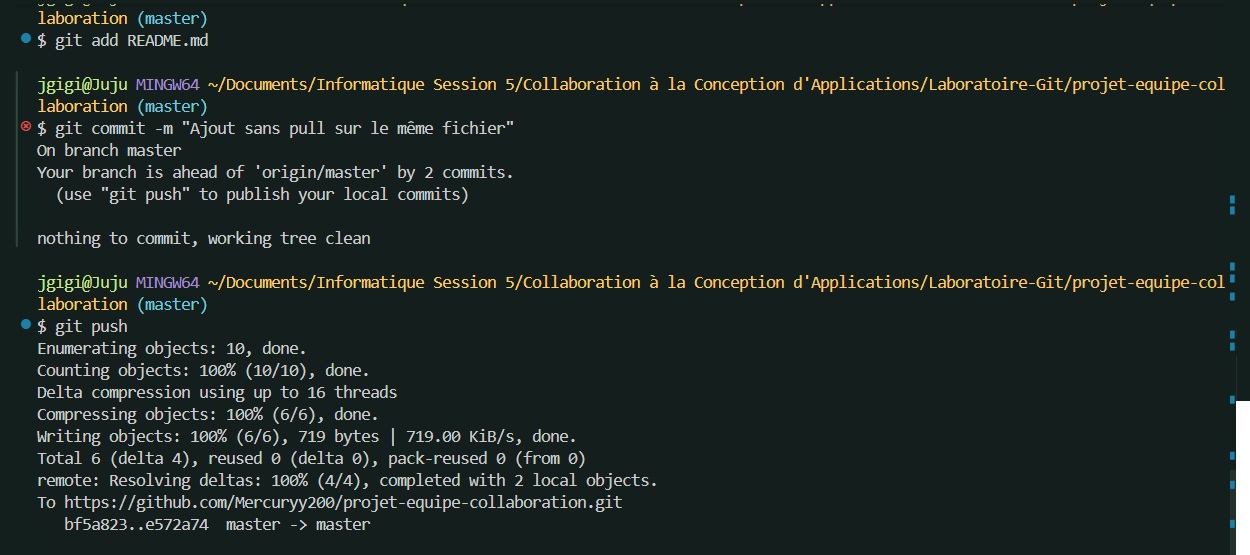 laboration (master)
$ git add README.md
jgigi@Juju MINGW64 ~/Documents/Informatique Session 5/Collaboration à la Conception d'Applications/Laboratoire-Git/projet-equipe-col
laboration (master)
$ git commit -m "Ajout sans pull sur le même fichier"
On branch master
Your branch is ahead of 'origin/master' by 2 commits.
  (use "git push" to publish your local commits)
nothing to commit, working tree clean
jgigi@Juju MINGW64 ~/Documents/Informatique Session 5/Collaboration à la Conception d'Applications/Laboratoire-Git/projet-equipe-col
laboration (master)
$ git push
Enumerating objects: 10, done.
Counting objects: 100% (10/10), done.
Delta compression using up to 16 threads
Compressing objects: 100% (6/6), done.
Writing objects: 100% (6/6), 719 bytes | 719.00 KiB/s, done.
Total 6 (delta 4), reused 0 (delta 0), pack-reused 0 (from 0)
remote: Resolving deltas: 100% (4/4), completed with 2 local objects.
To https://github.com/Mercuryy200/projet-equipe-collaboration.git
   bf5a823..e572a74  master -> master